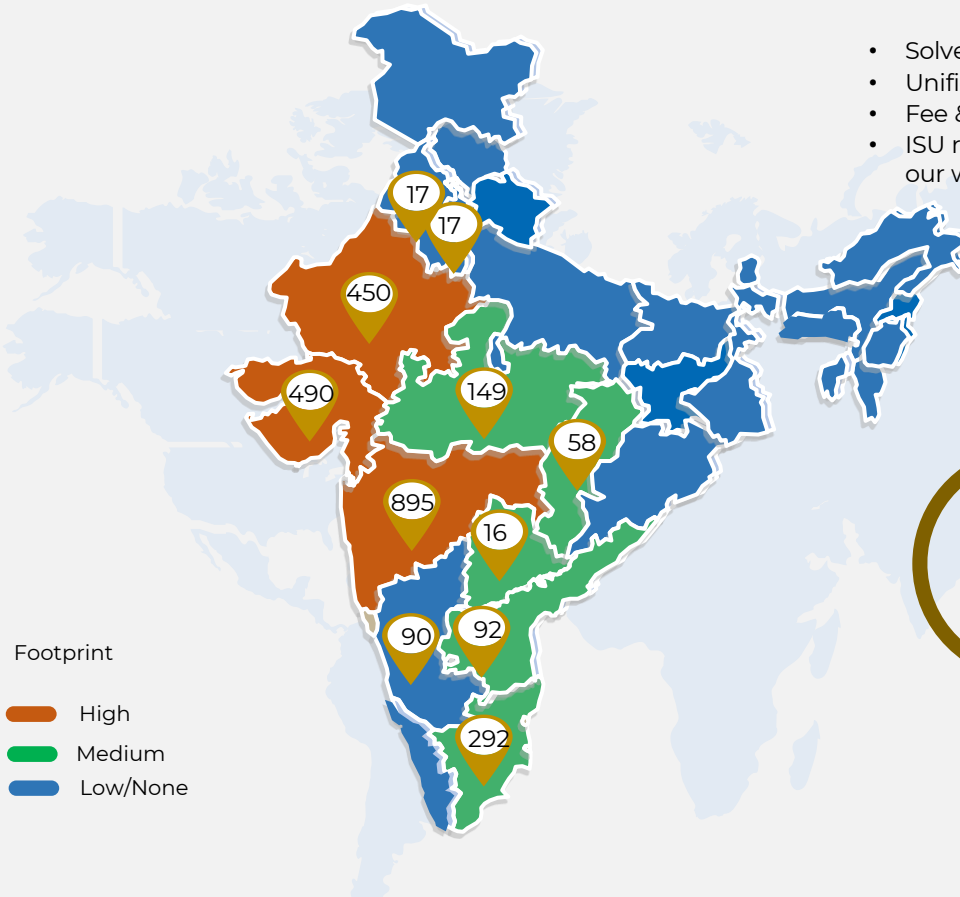 • Solve
• Unifi
• Fee &
• ISU r
our w
17
17
450
490
149
58
895
16
90
92
292
Footprint
High
Medium
Low/None